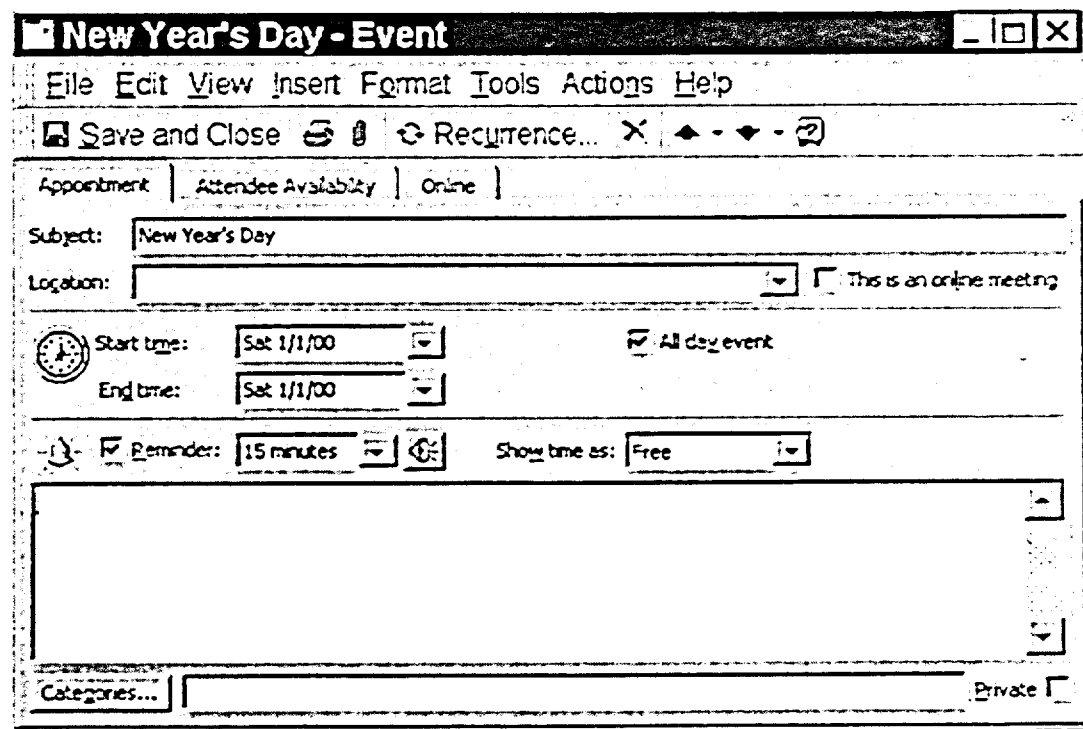 New Year's Day - Event
File Edit View Insert Format Tools Actions Help
Save and Close Recurrence...
Appointment Attendee Availability Online
Subject: New Year's Day
Location: This is an online meeting
Start time: Sat 1/1/00 All day event
End time: Sat 1/1/00
Reminder: 15 minutes Show time as: Free
Categories... Private